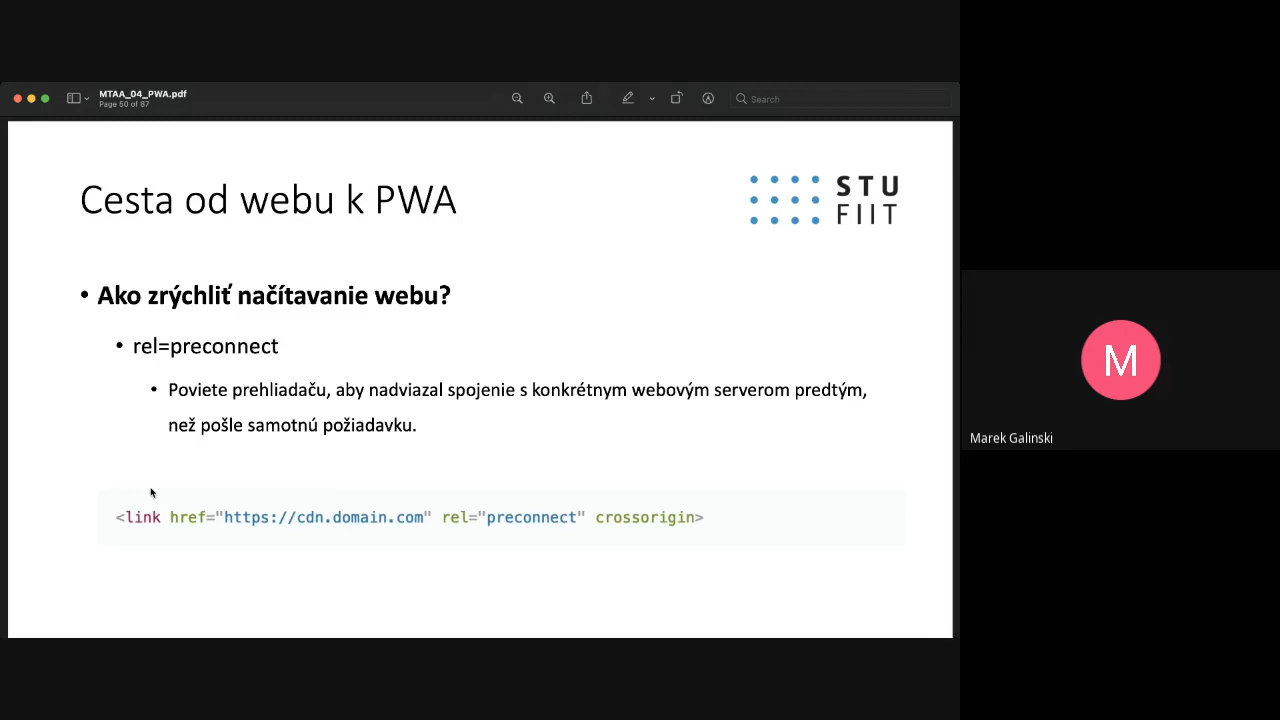 MTAA_04_PWA.pdf
Page 50 of 87
Search
Cesta od webu k PWA
STU
FIIT
• Ako zrýchliť načítavanie webu?
• rel=preconnect
• Poviete prehliadaču, aby nadviazal spojenie s konkrétnym webovým serverom predtým,
než pošle samotnú požiadavku.
<link href="https://cdn.domain.com" rel="preconnect" crossorigin>
M
Marek Galinski